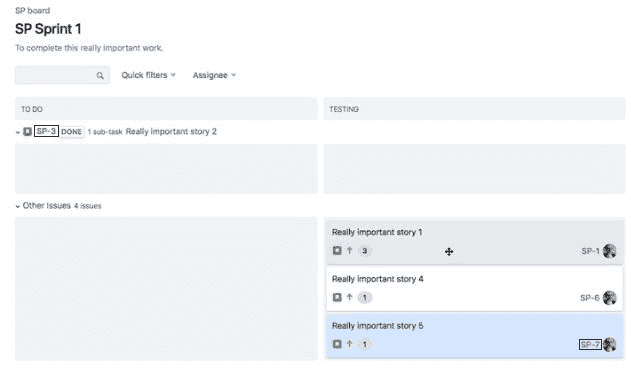 SP board
SP Sprint 1
To complete this really important work.
Quick filters Assignee
TO DO TESTING
SP-3 DONE 1 sub-task Really important story 2
Other issues 4 issues
Really important story 1
3 SP-1
Really important story 4
1 SP-6
Really important story 5
1 SP-7